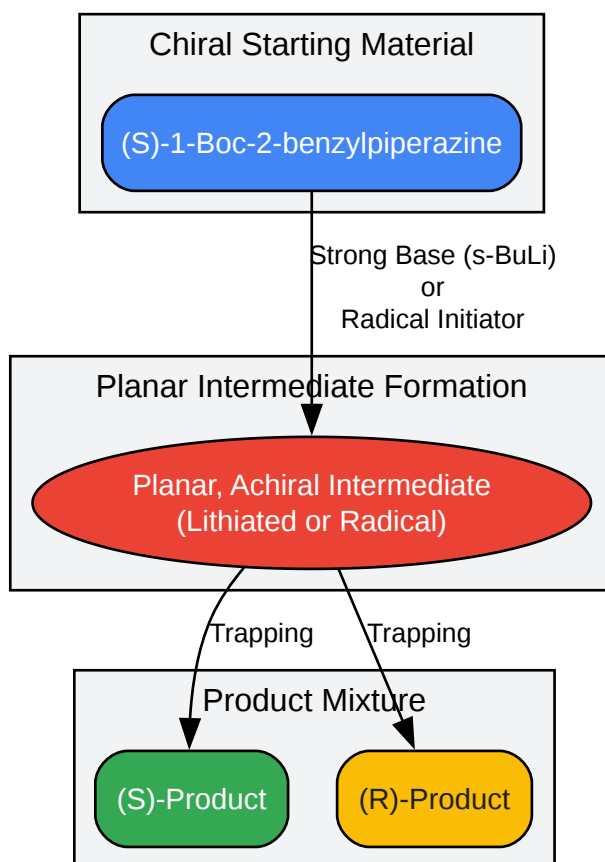 Chiral Starting Material
(S)-1-Boc-2-benzylpiperazine
Strong Base (s-BuLi)
or
Radical Initiator
Planar Intermediate Formation
Planar, Achiral Intermediate
(Lithiated or Radical)
Trapping
Trapping
Product Mixture
(S)-Product
(R)-Product